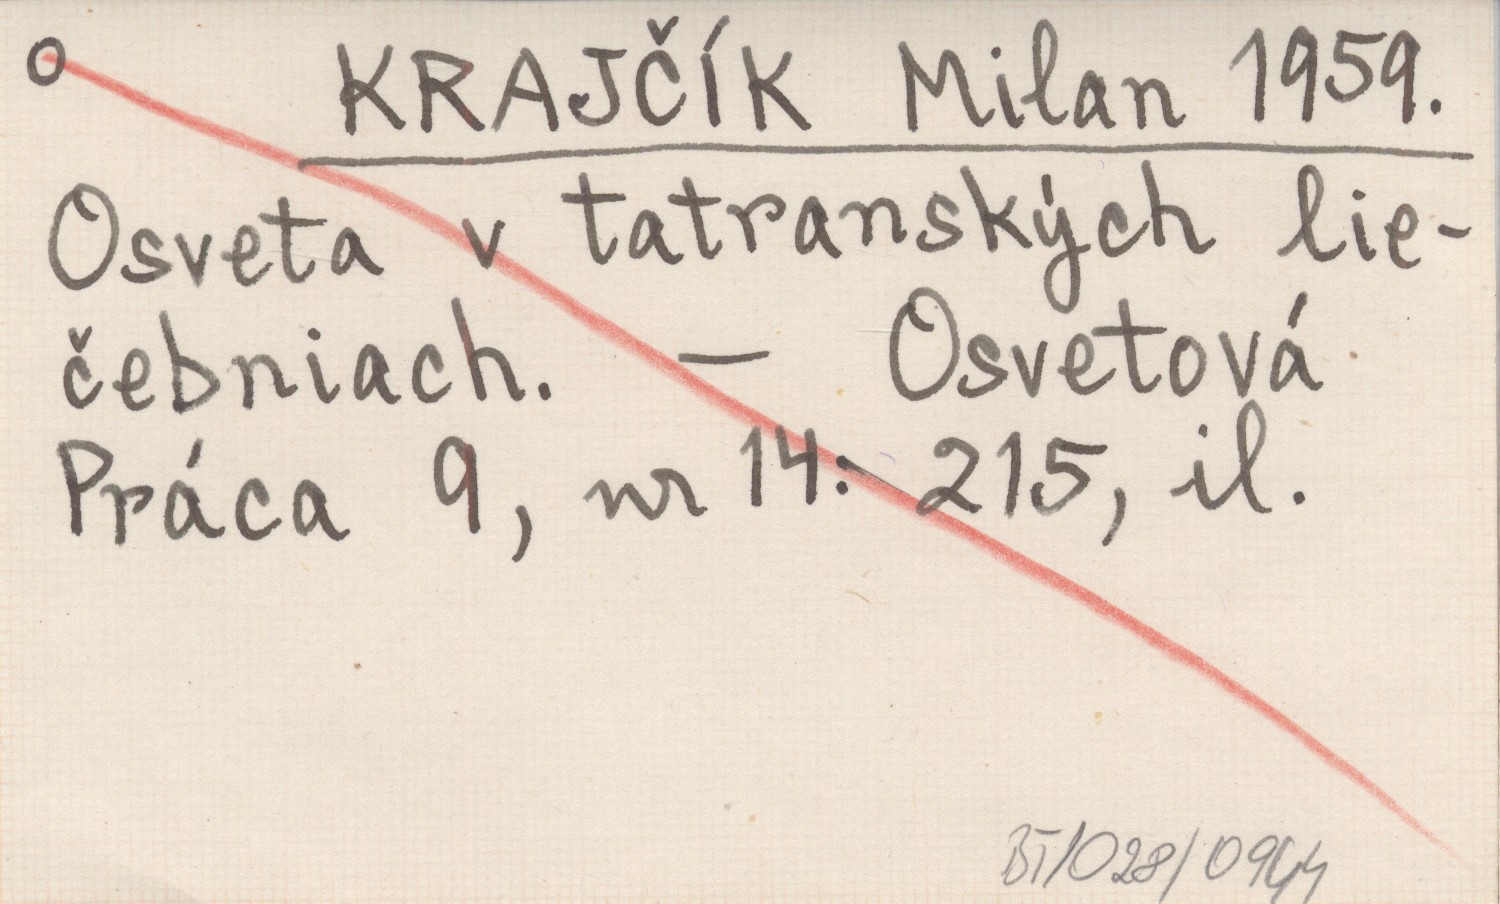 O KRAJČÍK Milan 1959.
Osveta v tatranských lie-
čebniach. — Osvetová
Práca 9, nr 14: 215, il.
BT/028/0944